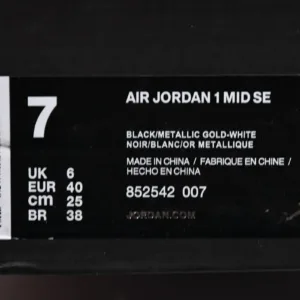 7
AIR JORDAN 1 MID SE
BLACK/METALLIC GOLD-WHITE
NOIR/BLANC/OR METALLIQUE
MADE IN CHINA / FABRIQUE EN CHINE /
HECHO EN CHINA
UK 6
EUR 40
cm 25
BR 38
852542 007
JORDAN.COM